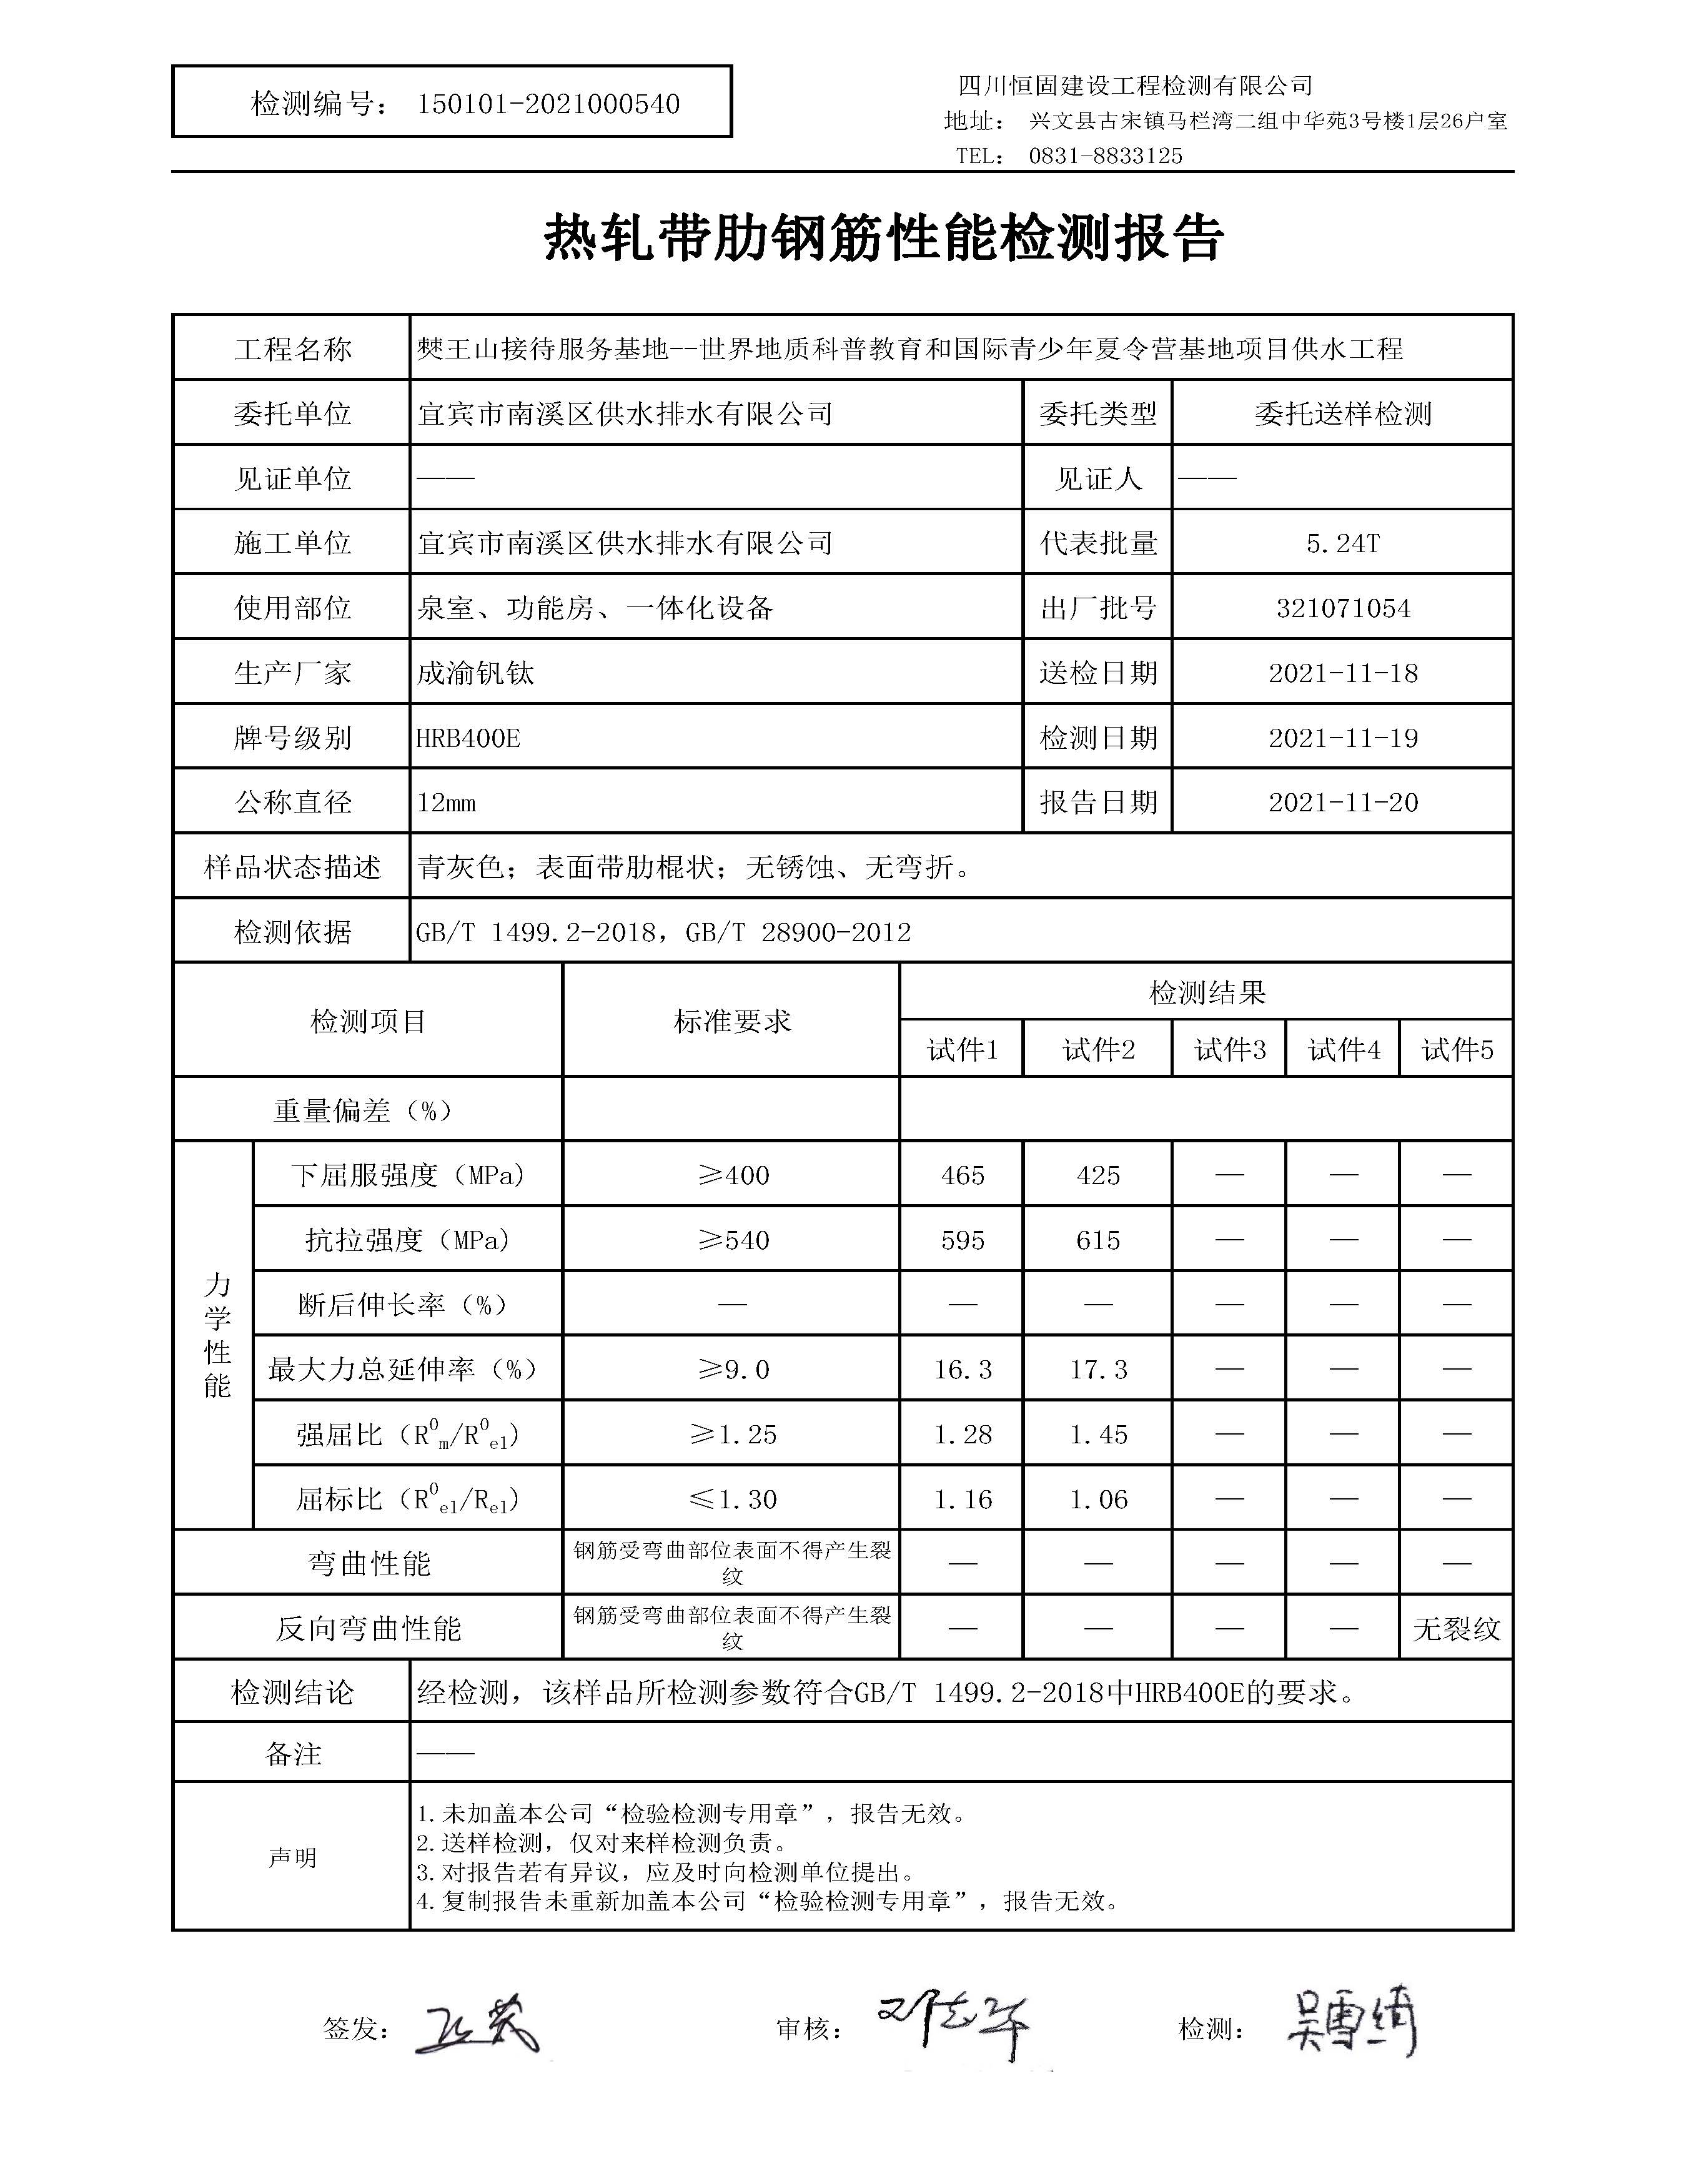 检测编号： 150101-2021000540
四川恒固建设工程检测有限公司
地址： 兴文县古宋镇马栏湾二组中华苑3号楼1层26户室
TEL： 0831-8833125
热轧带肋钢筋性能检测报告
工程名称 僰王山接待服务基地--世界地质科普教育和国际青少年夏令营基地项目供水工程
委托单位 宜宾市南溪区供水排水有限公司 委托类型 委托送样检测
见证单位 —— 见证人 ——
施工单位 宜宾市南溪区供水排水有限公司 代表批量 5.24T
使用部位 泉室、功能房、一体化设备 出厂批号 321071054
生产厂家 成渝钒钛 送检日期 2021-11-18
牌号级别 HRB400E 检测日期 2021-11-19
公称直径 12mm 报告日期 2021-11-20
样品状态描述 青灰色；表面带肋棍状；无锈蚀、无弯折。
检测依据 GB/T 1499.2-2018，GB/T 28900-2012
检测项目 标准要求 检测结果
试件1 试件2 试件3 试件4 试件5
重量偏差（%）
力学性能
下屈服强度（MPa） ≥400 465 425 — — —
抗拉强度（MPa） ≥540 595 615 — — —
断后伸长率（%） — — — — — —
最大力总延伸率（%） ≥9.0 16.3 17.3 — — —
强屈比（R⁰m/R⁰el） ≥1.25 1.28 1.45 — — —
屈标比（R⁰el/Rel） ≤1.30 1.16 1.06 — — —
弯曲性能 钢筋受弯曲部位表面不得产生裂纹 — — — — —
反向弯曲性能 钢筋受弯曲部位表面不得产生裂纹 — — — — 无裂纹
检测结论 经检测，该样品所检测参数符合GB/T 1499.2-2018中HRB400E的要求。
备注 ——
声明
1.未加盖本公司“检验检测专用章”，报告无效。
2.送样检测，仅对来样检测负责。
3.对报告若有异议，应及时向检测单位提出。
4.复制报告未重新加盖本公司“检验检测专用章”，报告无效。
签发： 审核： 邓志华 检测： 吴雪绮